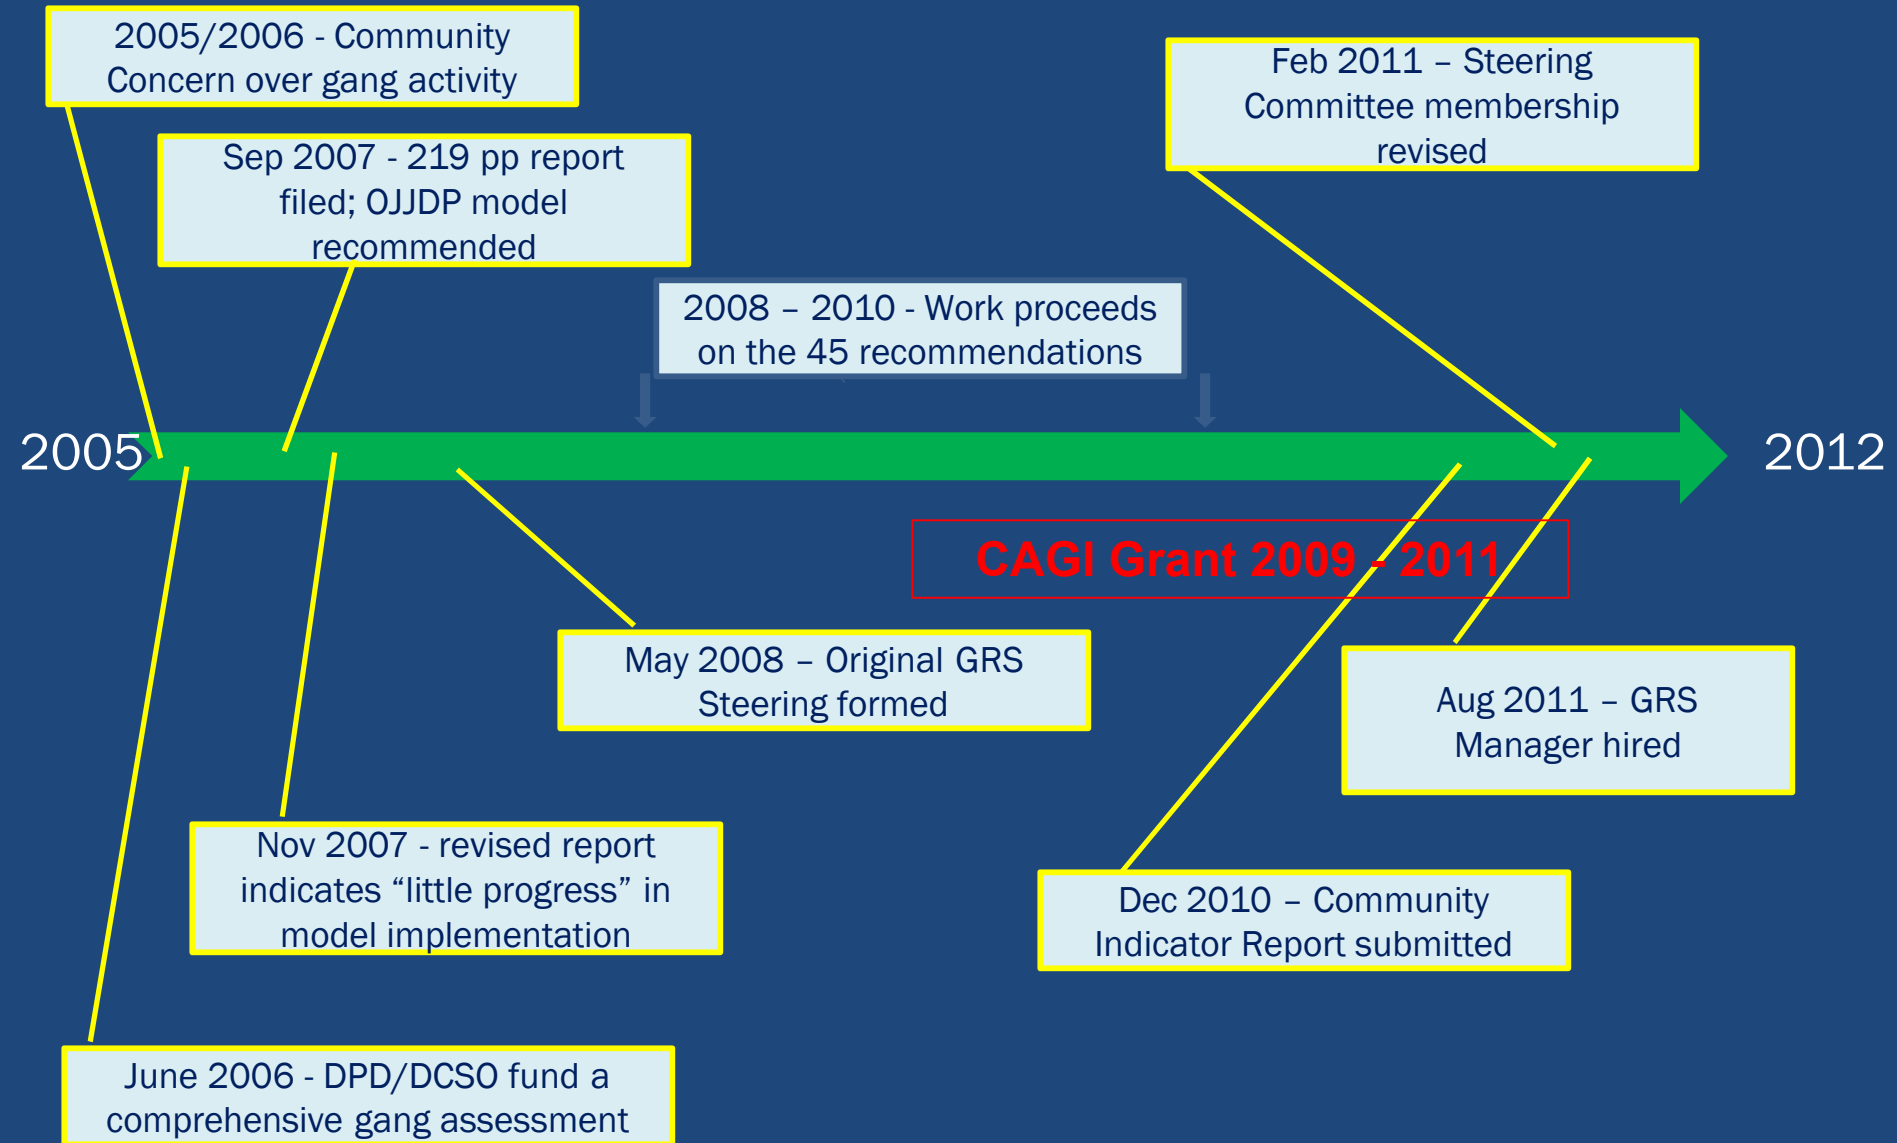 2005/2006 - Community
Concern over gang activity
Feb 2011 – Steering
Committee membership
revised
Sep 2007 - 219 pp report
filed; OJJDP model
recommended
2008 – 2010 - Work proceeds
on the 45 recommendations
2005
2012
CAGI Grant 2009 - 2011
May 2008 – Original GRS
Steering formed
Aug 2011 – GRS
Manager hired
Nov 2007 - revised report
indicates “little progress” in
model implementation
Dec 2010 – Community
Indicator Report submitted
June 2006 - DPD/DCSO fund a
comprehensive gang assessment